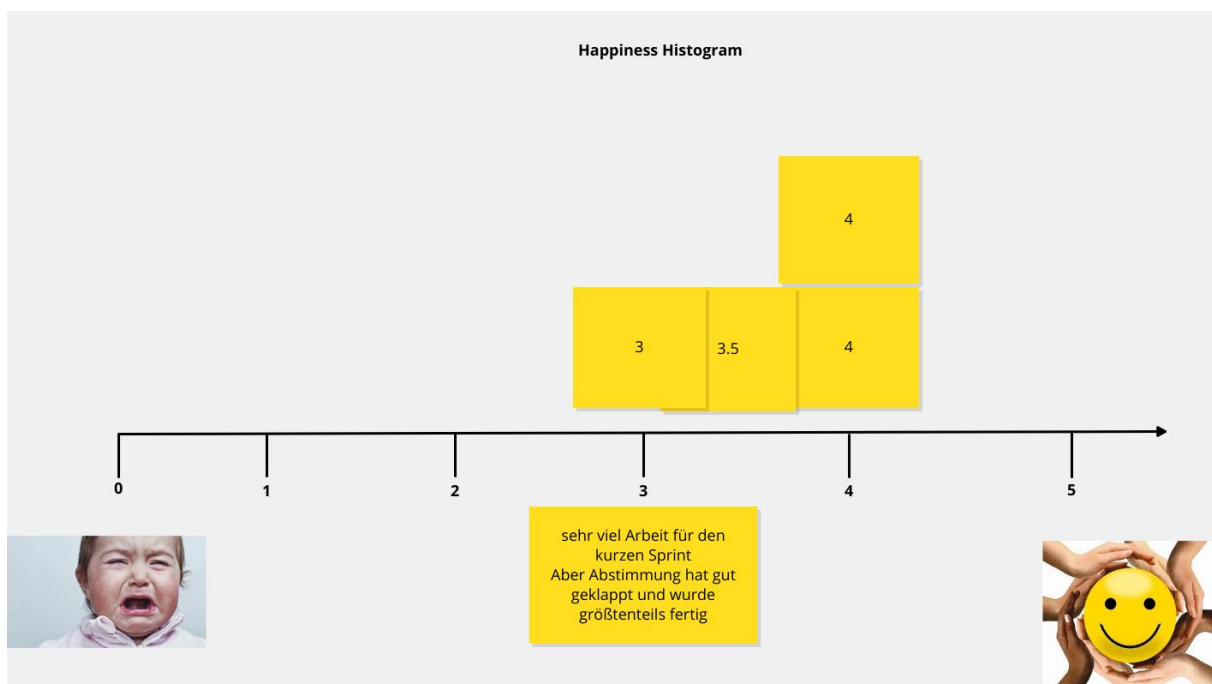 Happiness Histogram
4
3
3.5
4
0
1
2
3
4
5
sehr viel Arbeit für den
kurzen Sprint
Aber Abstimmung hat gut
geklappt und wurde
größtenteils fertig